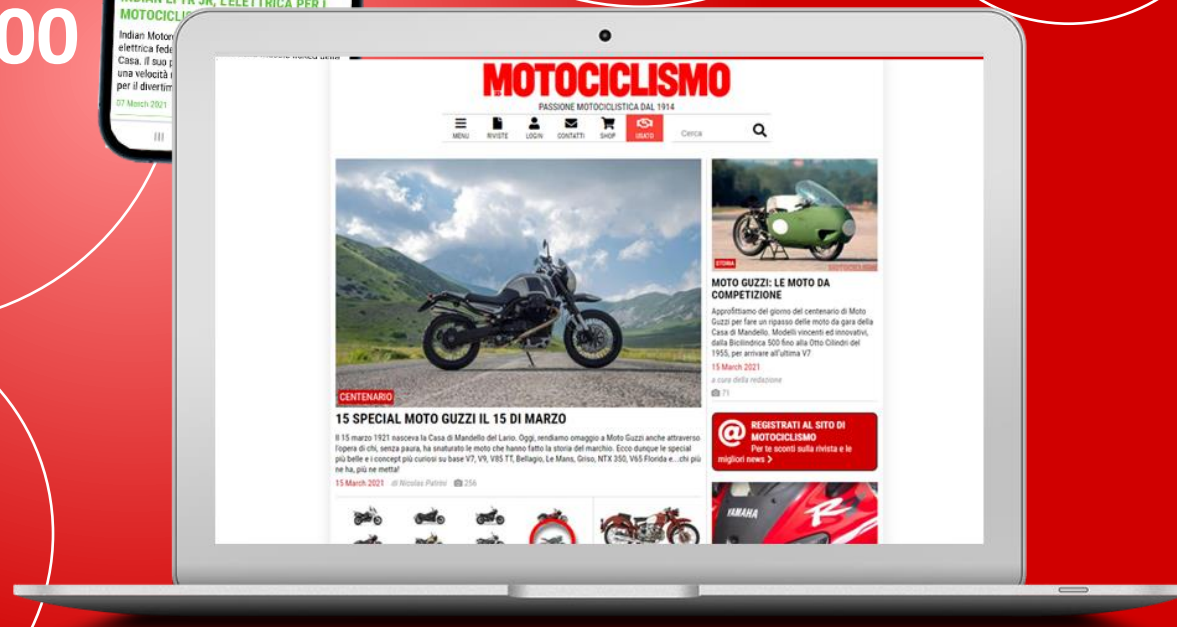 00
INDIAN EFTR JR, L'ELETTRICA PER I
Indian
elettrica
Casa. Il suo
una velocità
per il
07 March 2021
MOTOCICLISMO
PASSIONE MOTOCICLISTICA DAL 1914
MENU RIVISTE LOGIN CONTATTI SHOP USATO Cerca
CENTENARIO
15 SPECIAL MOTO GUZZI IL 15 DI MARZO
Il 15 marzo 1921 nasceva la Casa di Mandello del Lario. Oggi, rendiamo omaggio a Moto Guzzi anche attraverso
l'opera di chi, senza paura, ha snaturato le moto che hanno fatto la storia del marchio. Ecco dunque le special
più belle e i concept più curiosi su base V7, V9, V85 TT, Bellagio, Le Mans, Griso, NTX 350, V65 Florida e...chi più
ne ha, più ne metta!
15 March 2021 di Nicolas Patrini 256
STORIA
MOTOCICLISMO
MOTO GUZZI: LE MOTO DA
COMPETIZIONE
Approfittiamo del giorno del centenario di Moto
Guzzi per fare un ripasso delle moto da gara della
Casa di Mandello. Modelli vincenti ed innovativi,
dalla Bicilindrica 500 fino alla Otto Cilindri del
1955, per arrivare all'ultima V7
15 March 2021
a cura della redazione
71
@ REGISTRATI AL SITO DI
MOTOCICLISMO
Per te sconti sulla rivista e le
migliori news >
YAMAHA
R